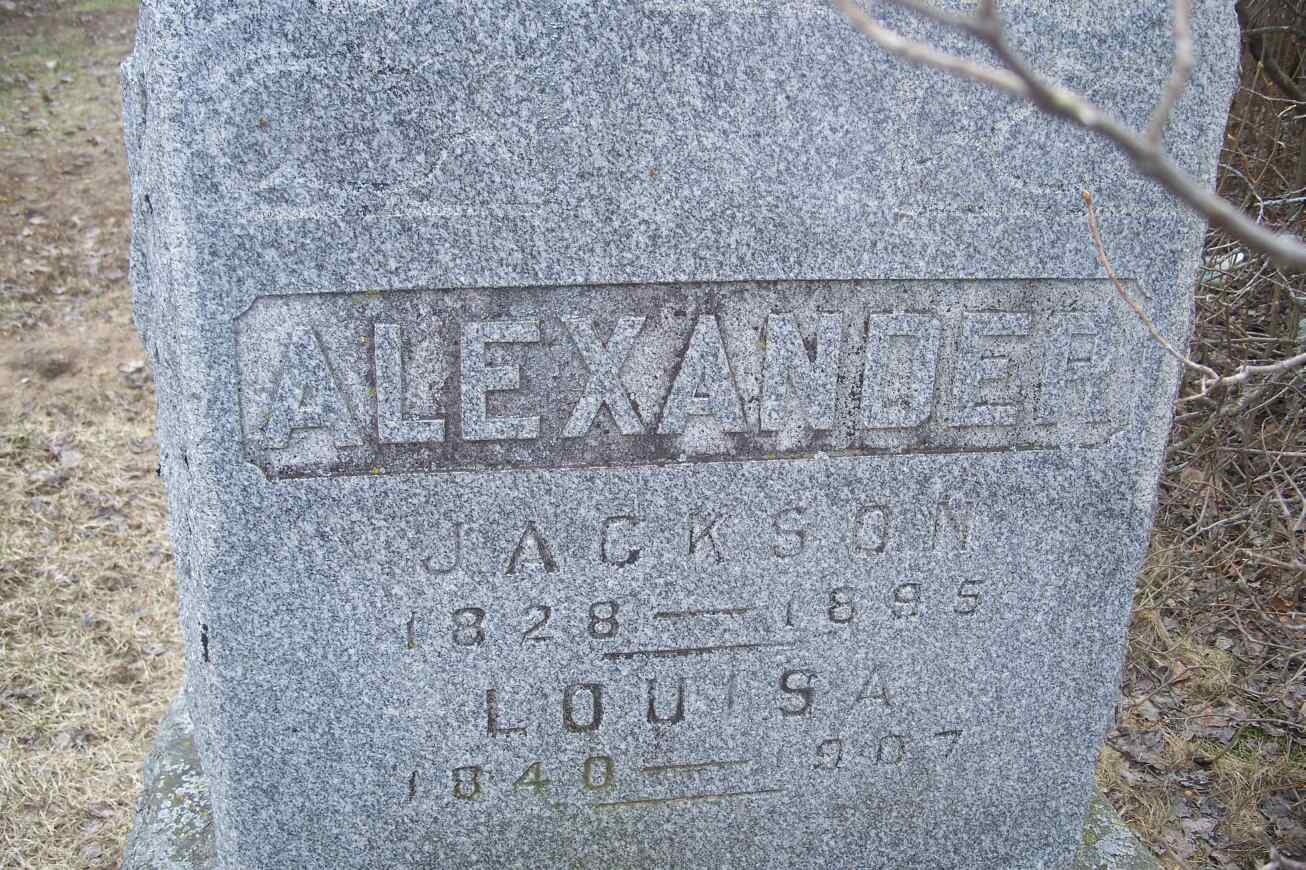 ALEXANDER
JACKSON
1828 — 1895
LOUISA
1840 — 1907